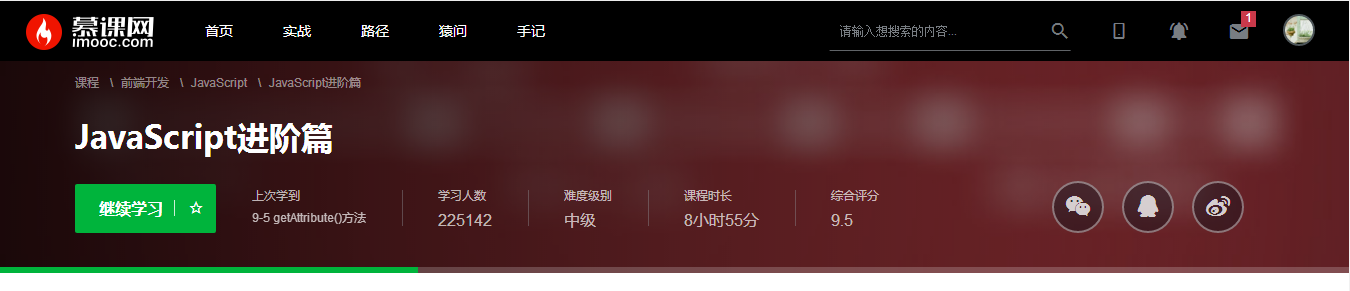 慕课网
imooc.com
首页 实战 路径 猿问 手记
请输入想搜索的内容...
1
课程 \ 前端开发 \ JavaScript \ JavaScript进阶篇
JavaScript进阶篇
继续学习
上次学到
9-5 getAttribute()方法
学习人数
225142
难度级别
中级
课程时长
8小时55分
综合评分
9.5